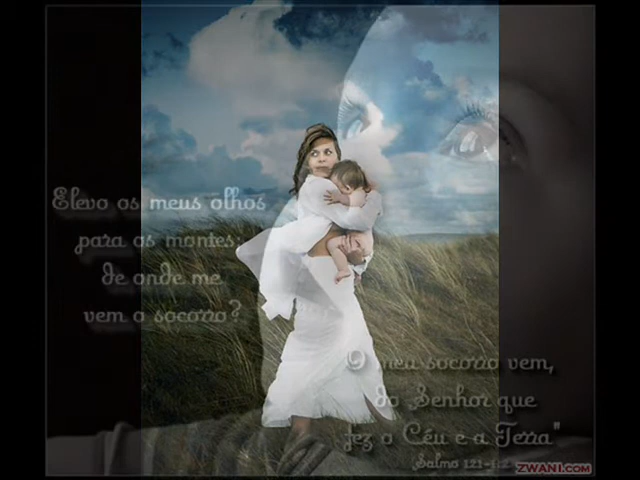 Elevo os meus olhos
para os montes;
de onde me
vem o socorro?
O meu socorro vem,
do Senhor que
fez o Céu e a Terra"
Salmo 121-1:2
ZWANI.COM